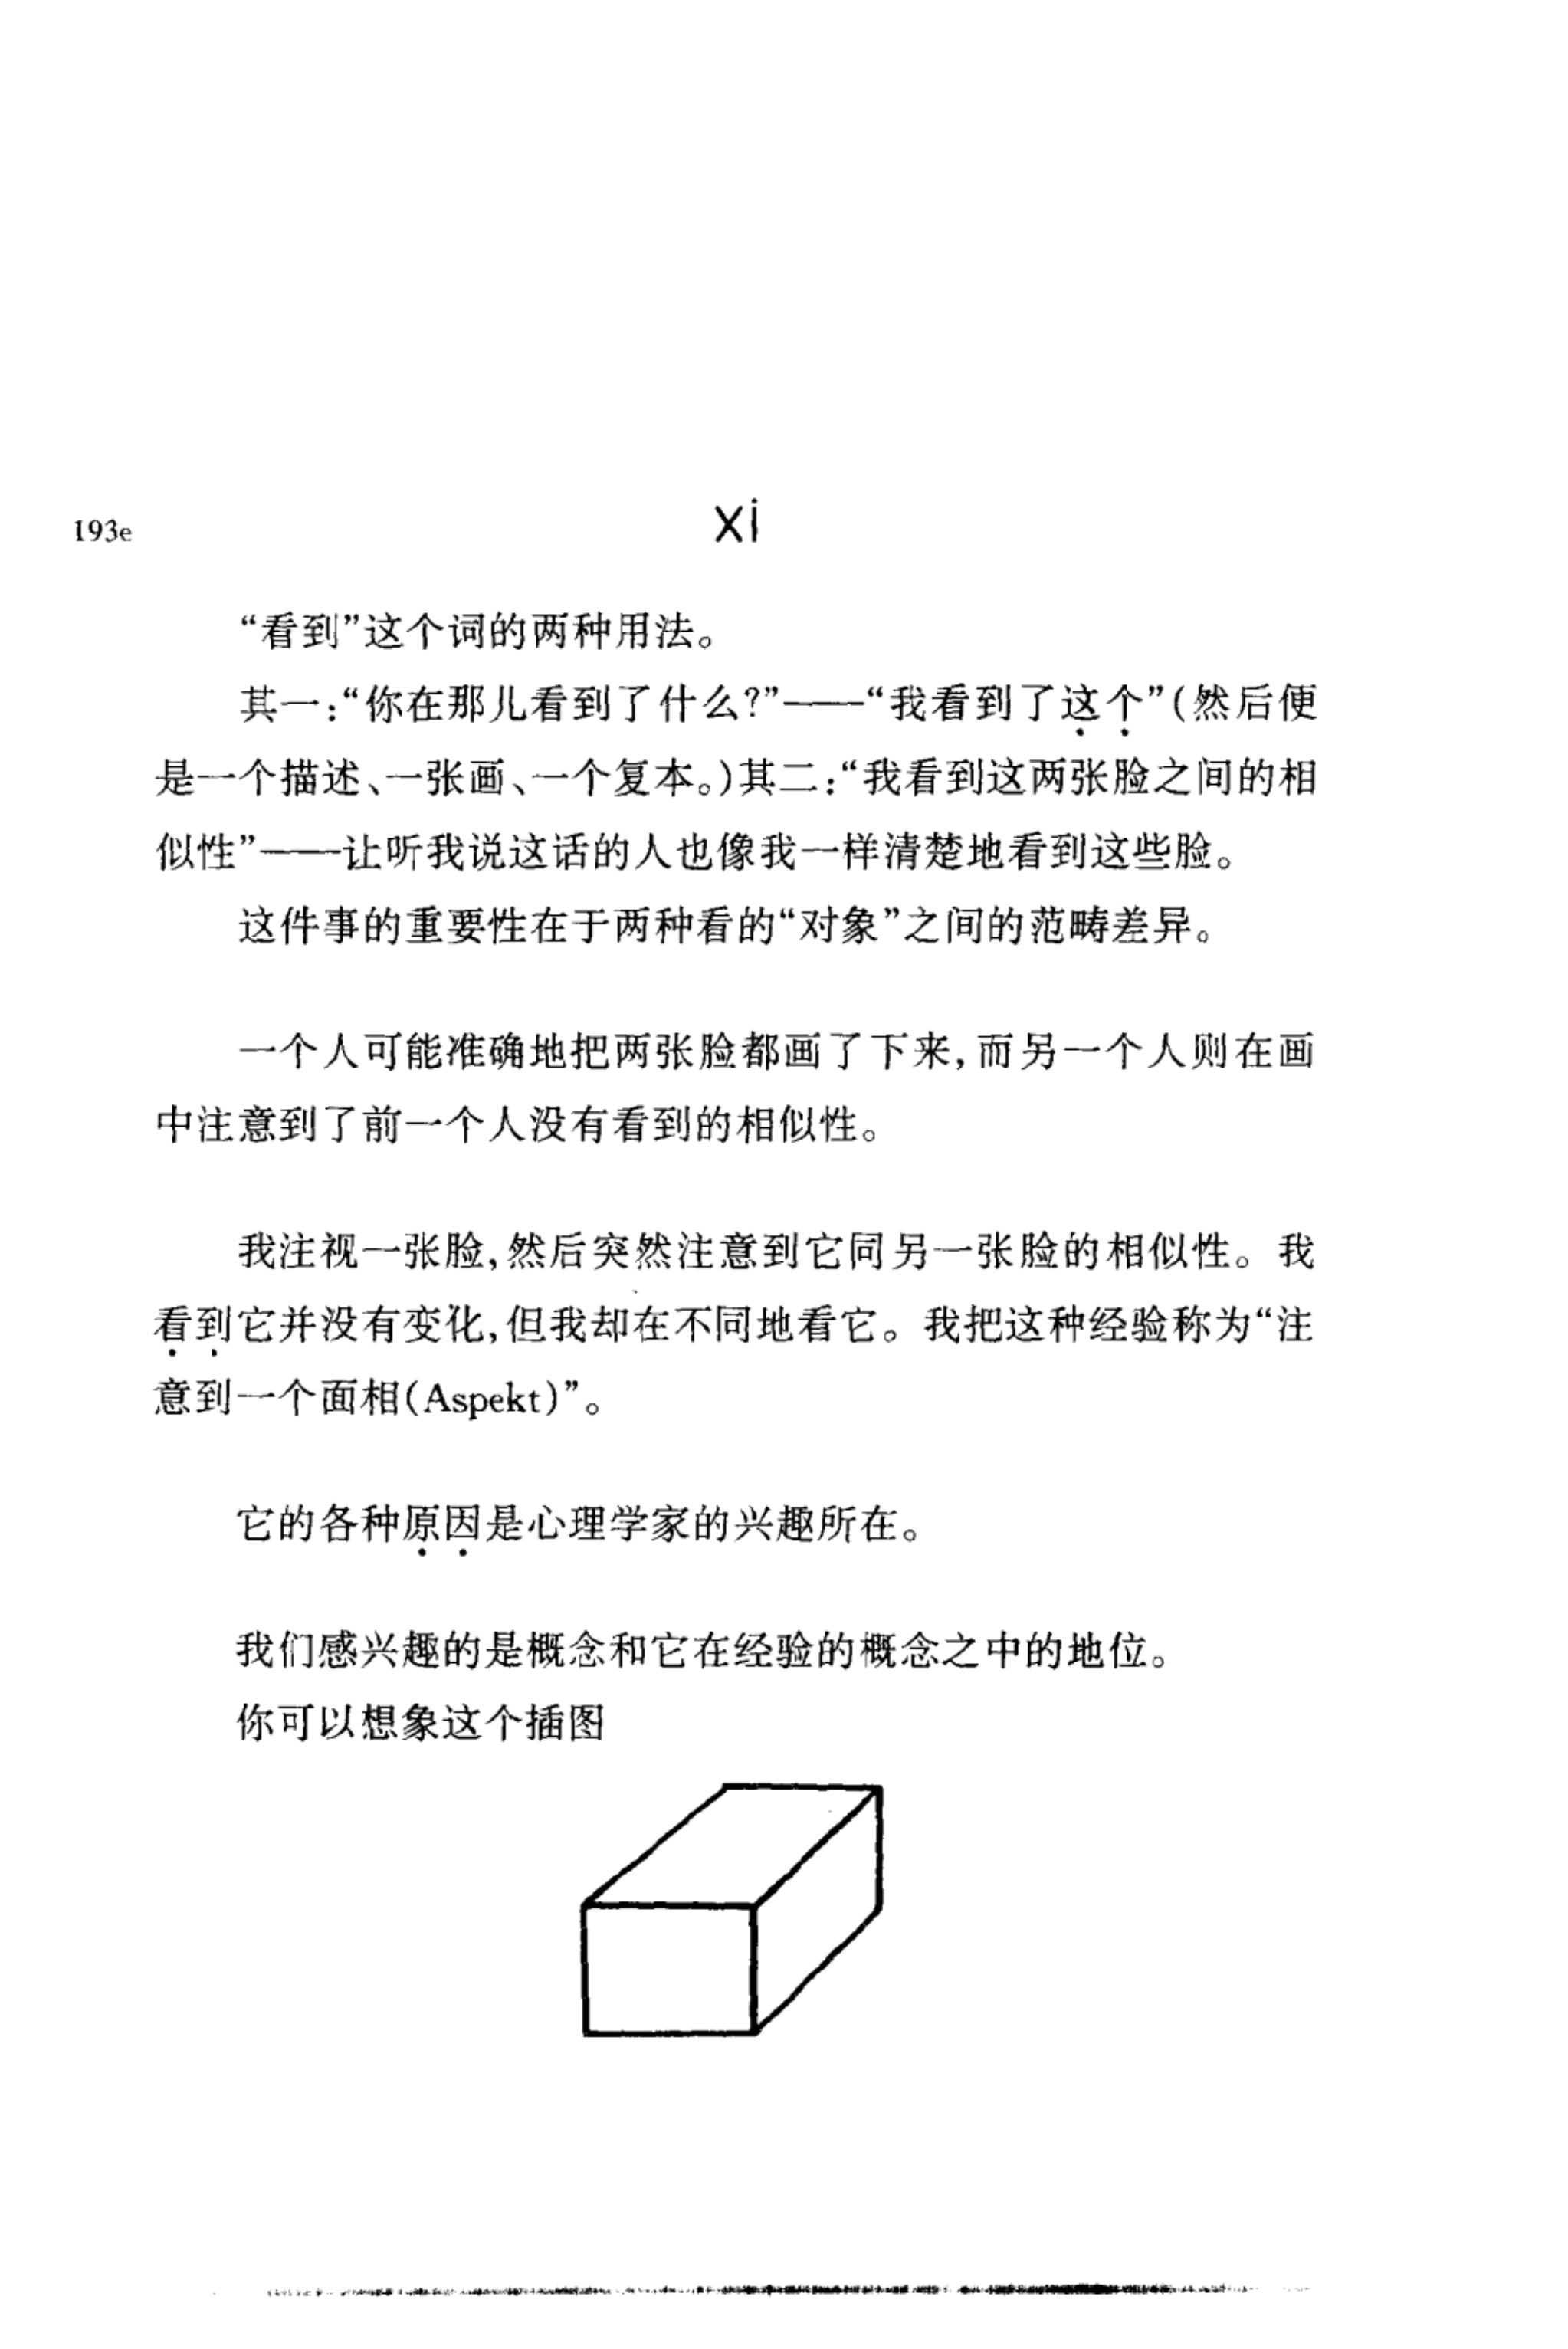 193e
xi
“看到”这个词的两种用法。
其一:“你在那儿看到了什么?”——“我看到了这个”(然后便
是一个描述、一张画、一个复本。)其二:“我看到这两张脸之间的相
似性”——让听我说这话的人也像我一样清楚地看到这些脸。
这件事的重要性在于两种看的“对象”之间的范畴差异。
一个人可能准确地把两张脸都画了下来,而另一个人则在画
中注意到了前一个人没有看到的相似性。
我注视一张脸,然后突然注意到它同另一张脸的相似性。我
看到它并没有变化,但我却在不同地看它。我把这种经验称为“注
意到一个面相(Aspekt)”。
它的各种原因是心理学家的兴趣所在。
我们感兴趣的是概念和它在经验的概念之中的地位。
你可以想象这个插图